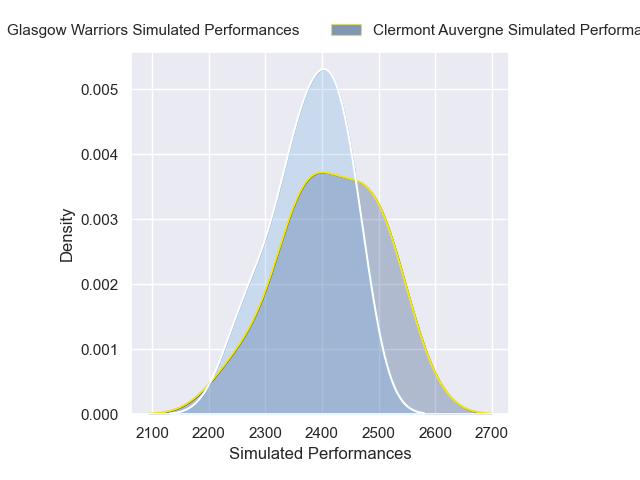 Glasgow Warriors Simulated Performances Clermont Auvergne Simulated
0.005
0.004
0.003
0.002
0.001
0.000
Density
2100 2200 2300 2400 2500 2600 2700
Simulated Performances